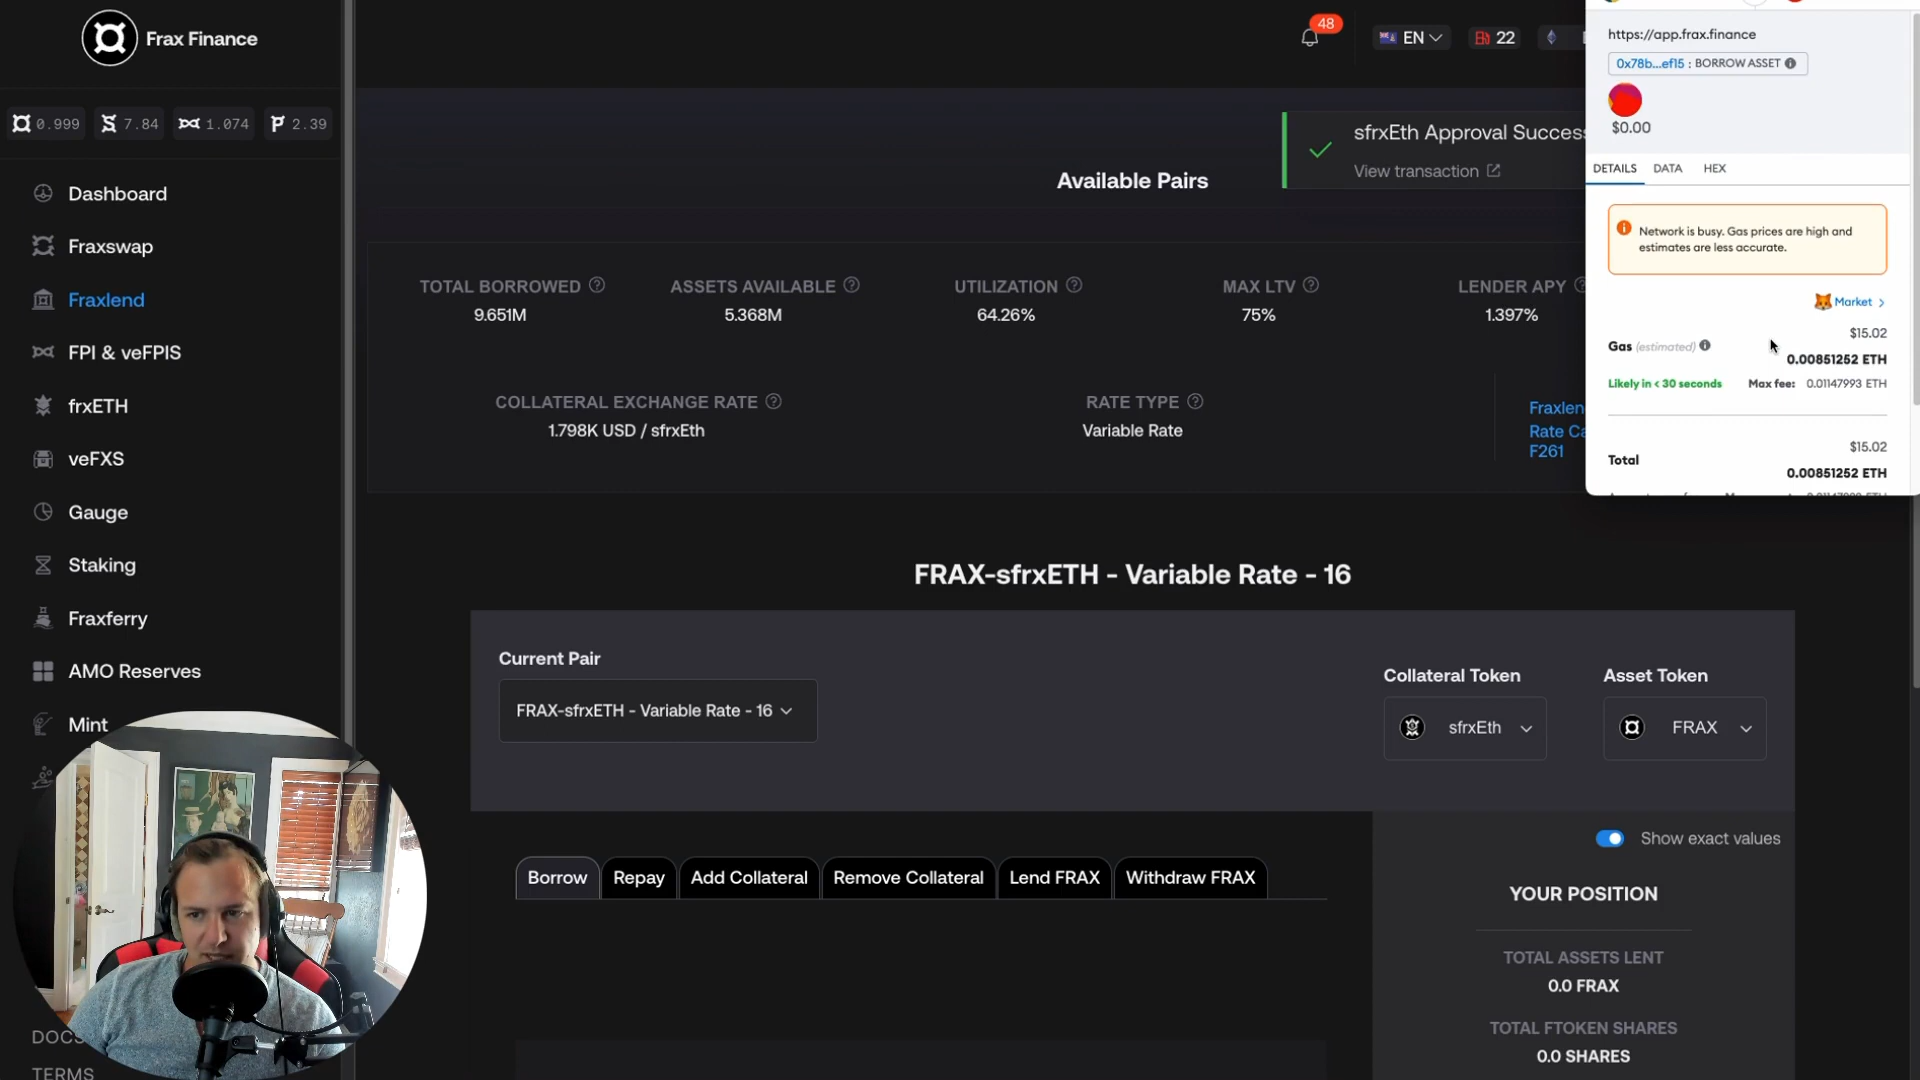 Frax Finance
0.999
7.84
1.074
2.39
Dashboard
Fraxswap
Fraxlend
FPI & veFPIS
frxETH
veFXS
Gauge
Staking
Fraxferry
AMO Reserves
Mint
DOCS
TERMS
48
EN
22
sfrxEth Approval Success
View transaction
Available Pairs
TOTAL BORROWED
9.651M
ASSETS AVAILABLE
5.368M
UTILIZATION
64.26%
MAX LTV
75%
LENDER APY
1.397%
COLLATERAL EXCHANGE RATE
1.798K USD / sfrxEth
RATE TYPE
Variable Rate
Fraxlen
Rate Ca
F261
FRAX-sfrxETH - Variable Rate - 16
Current Pair
FRAX-sfrxETH - Variable Rate - 16
Collateral Token
sfrxEth
Asset Token
FRAX
Borrow
Repay
Add Collateral
Remove Collateral
Lend FRAX
Withdraw FRAX
Show exact values
YOUR POSITION
TOTAL ASSETS LENT
0.0 FRAX
TOTAL FTOKEN SHARES
0.0 SHARES
https://app.frax.finance
0x78b...ef15 : BORROW ASSET
$0.00
DETAILS
DATA
HEX
Network is busy. Gas prices are high and
estimates are less accurate.
Market >
$15.02
Gas (estimated)
0.00851252 ETH
Likely in < 30 seconds
Max fee: 0.01147993 ETH
$15.02
Total
0.00851252 ETH